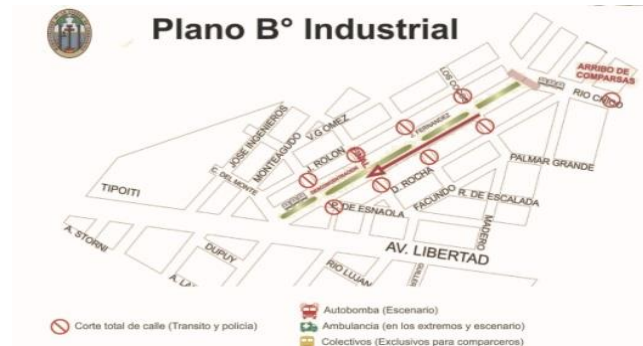 Plano B° Industrial
ARRIBO DE
COMPARSAS
RIO CHICO
J. FERNANDEZ
V.G GOMEZ
JOSE INGENIEROS
MONTEAGUDO
J. ROLON
DESCONCENTRACION
E. DEL MONTE
TIPOITI
PALMAR GRANDE
D. ROCHA
R. DE ESCALADA
FACUNDO
P. DE ESNAOLA
MADERO
AV. LIBERTAD
A. STORNI
DUPUY
RIO LUJAN
Corte total de calle (Transito y policía)
Autobomba (Escenario)
Ambulancia (en los extremos y escenario)
Colectivos (Exclusivos para comparceros)